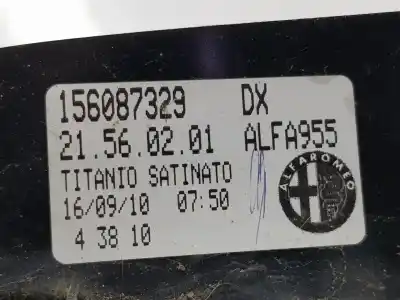 156087329 DX
21.56.02.01 ALFA955
TITANIO SATINATO
16/09/10 07:50
4 38 10
ALFA ROMEO